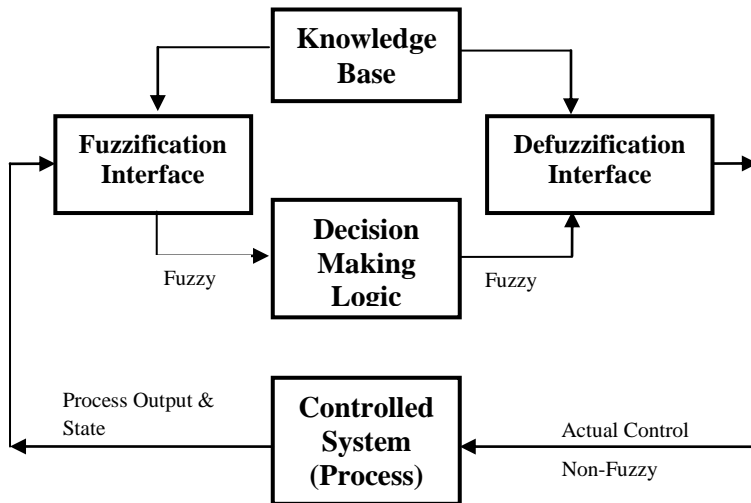 Knowledge
Base
Fuzzification
Interface
Defuzzification
Interface
Decision
Making
Logic
Fuzzy
Fuzzy
Process Output &
State
Controlled
System
(Process)
Actual Control
Non-Fuzzy